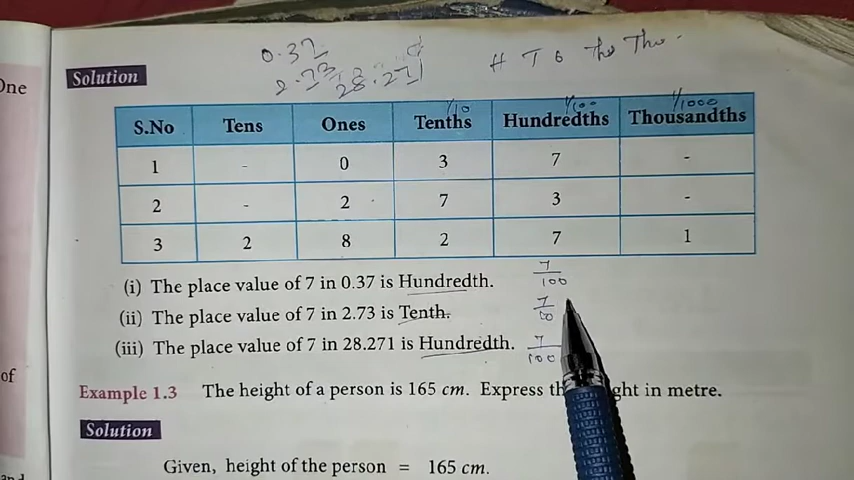 One
0.37
2.73
28.271
H T O
Solution
1/10
1/100
1/1000
S.No Tens Ones Tenths Hundredths Thousandths
1 - 0 3 7 -
2 - 2 7 3 -
3 2 8 2 7 1
(i) The place value of 7 in 0.37 is Hundredth. 7/100
(ii) The place value of 7 in 2.73 is Tenth. 7/10
(iii) The place value of 7 in 28.271 is Hundredth. 7/100
of
Example 1.3 The height of a person is 165 cm. Express th ght in metre.
Solution
Given, height of the person = 165 cm.
and